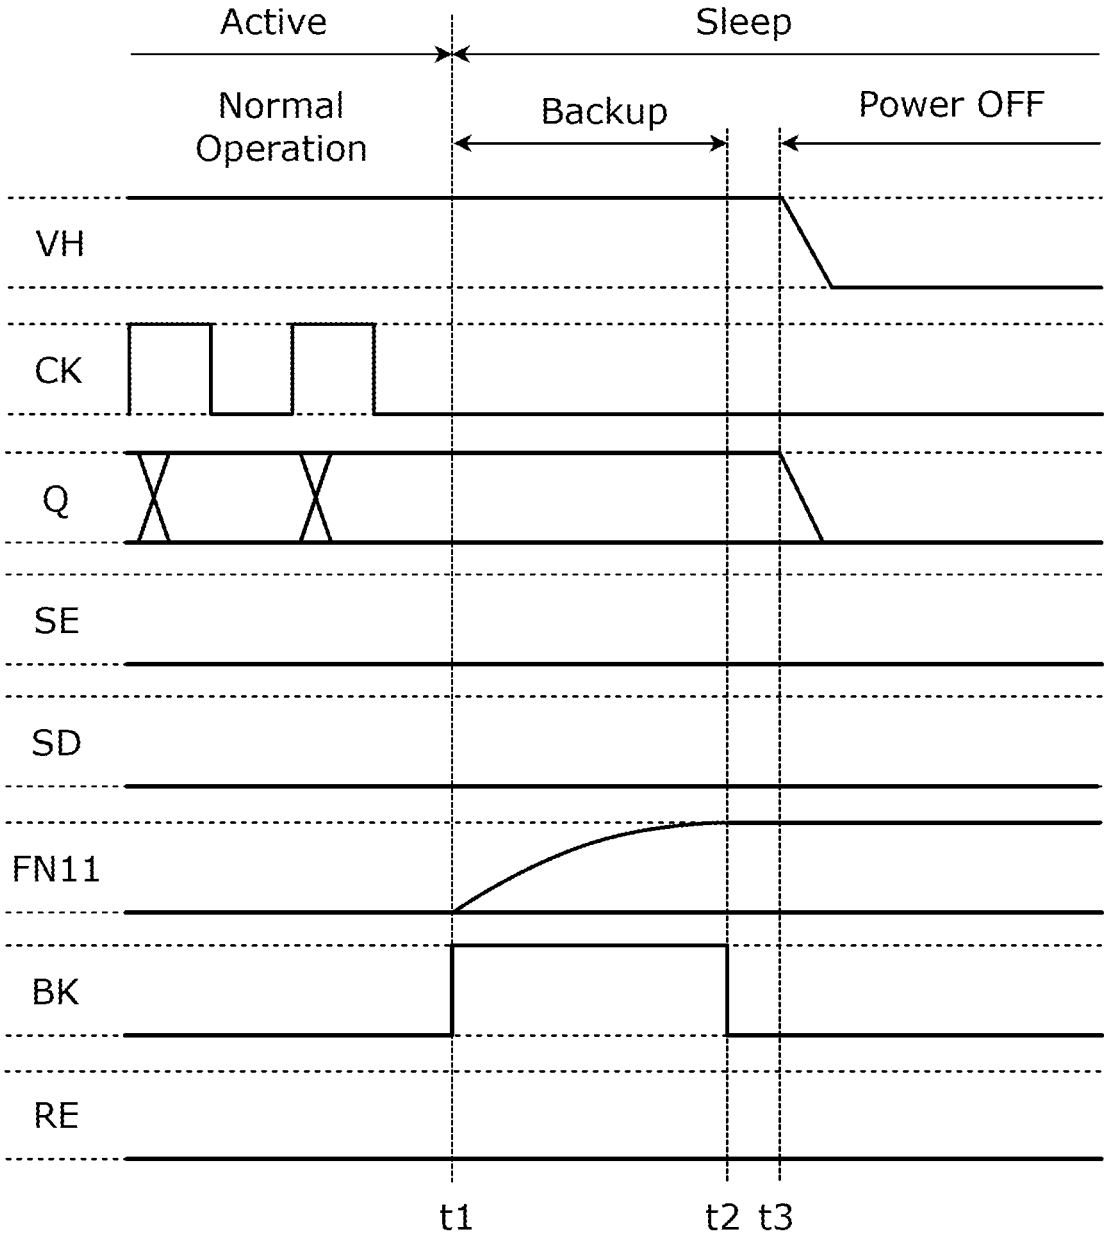 Active
Sleep
Normal
Operation
Backup
Power OFF
VH
CK
Q
SE
SD
FN11
BK
RE
t1
t2
t3